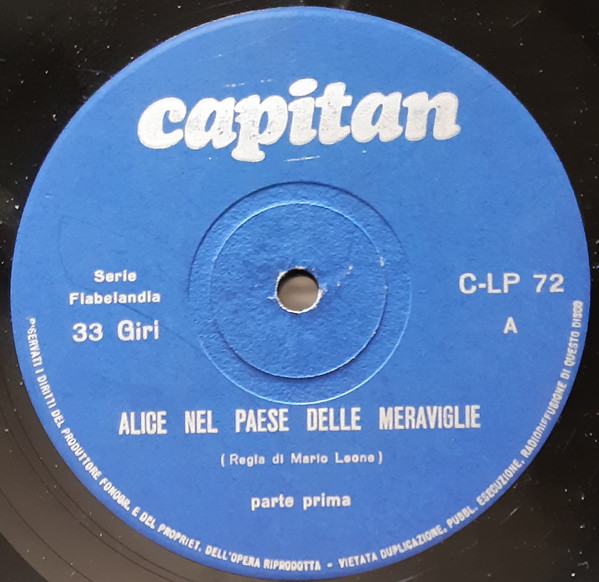 capitan
Serie
Fiabelandia
33 Giri
C-LP 72
A
ALICE NEL PAESE DELLE MERAVIGLIE
(Regia di Mario Leone)
parte prima
RISERVATI I DIRITTI DEL PRODUTTORE FONOGR. E DEL PROPRIET. DELL'OPERA RIPRODOTTA - VIETATA DUPLICAZIONE, PUBBL. ESECUZIONE, RADIODIFFUSIONE DI QUESTO DISCO